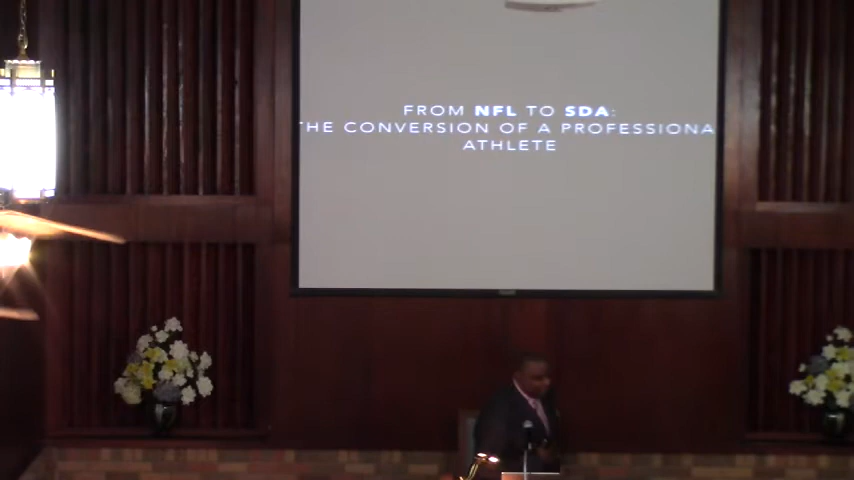 FROM NFL TO SDA:
THE CONVERSION OF A PROFESSIONA
ATHLETE